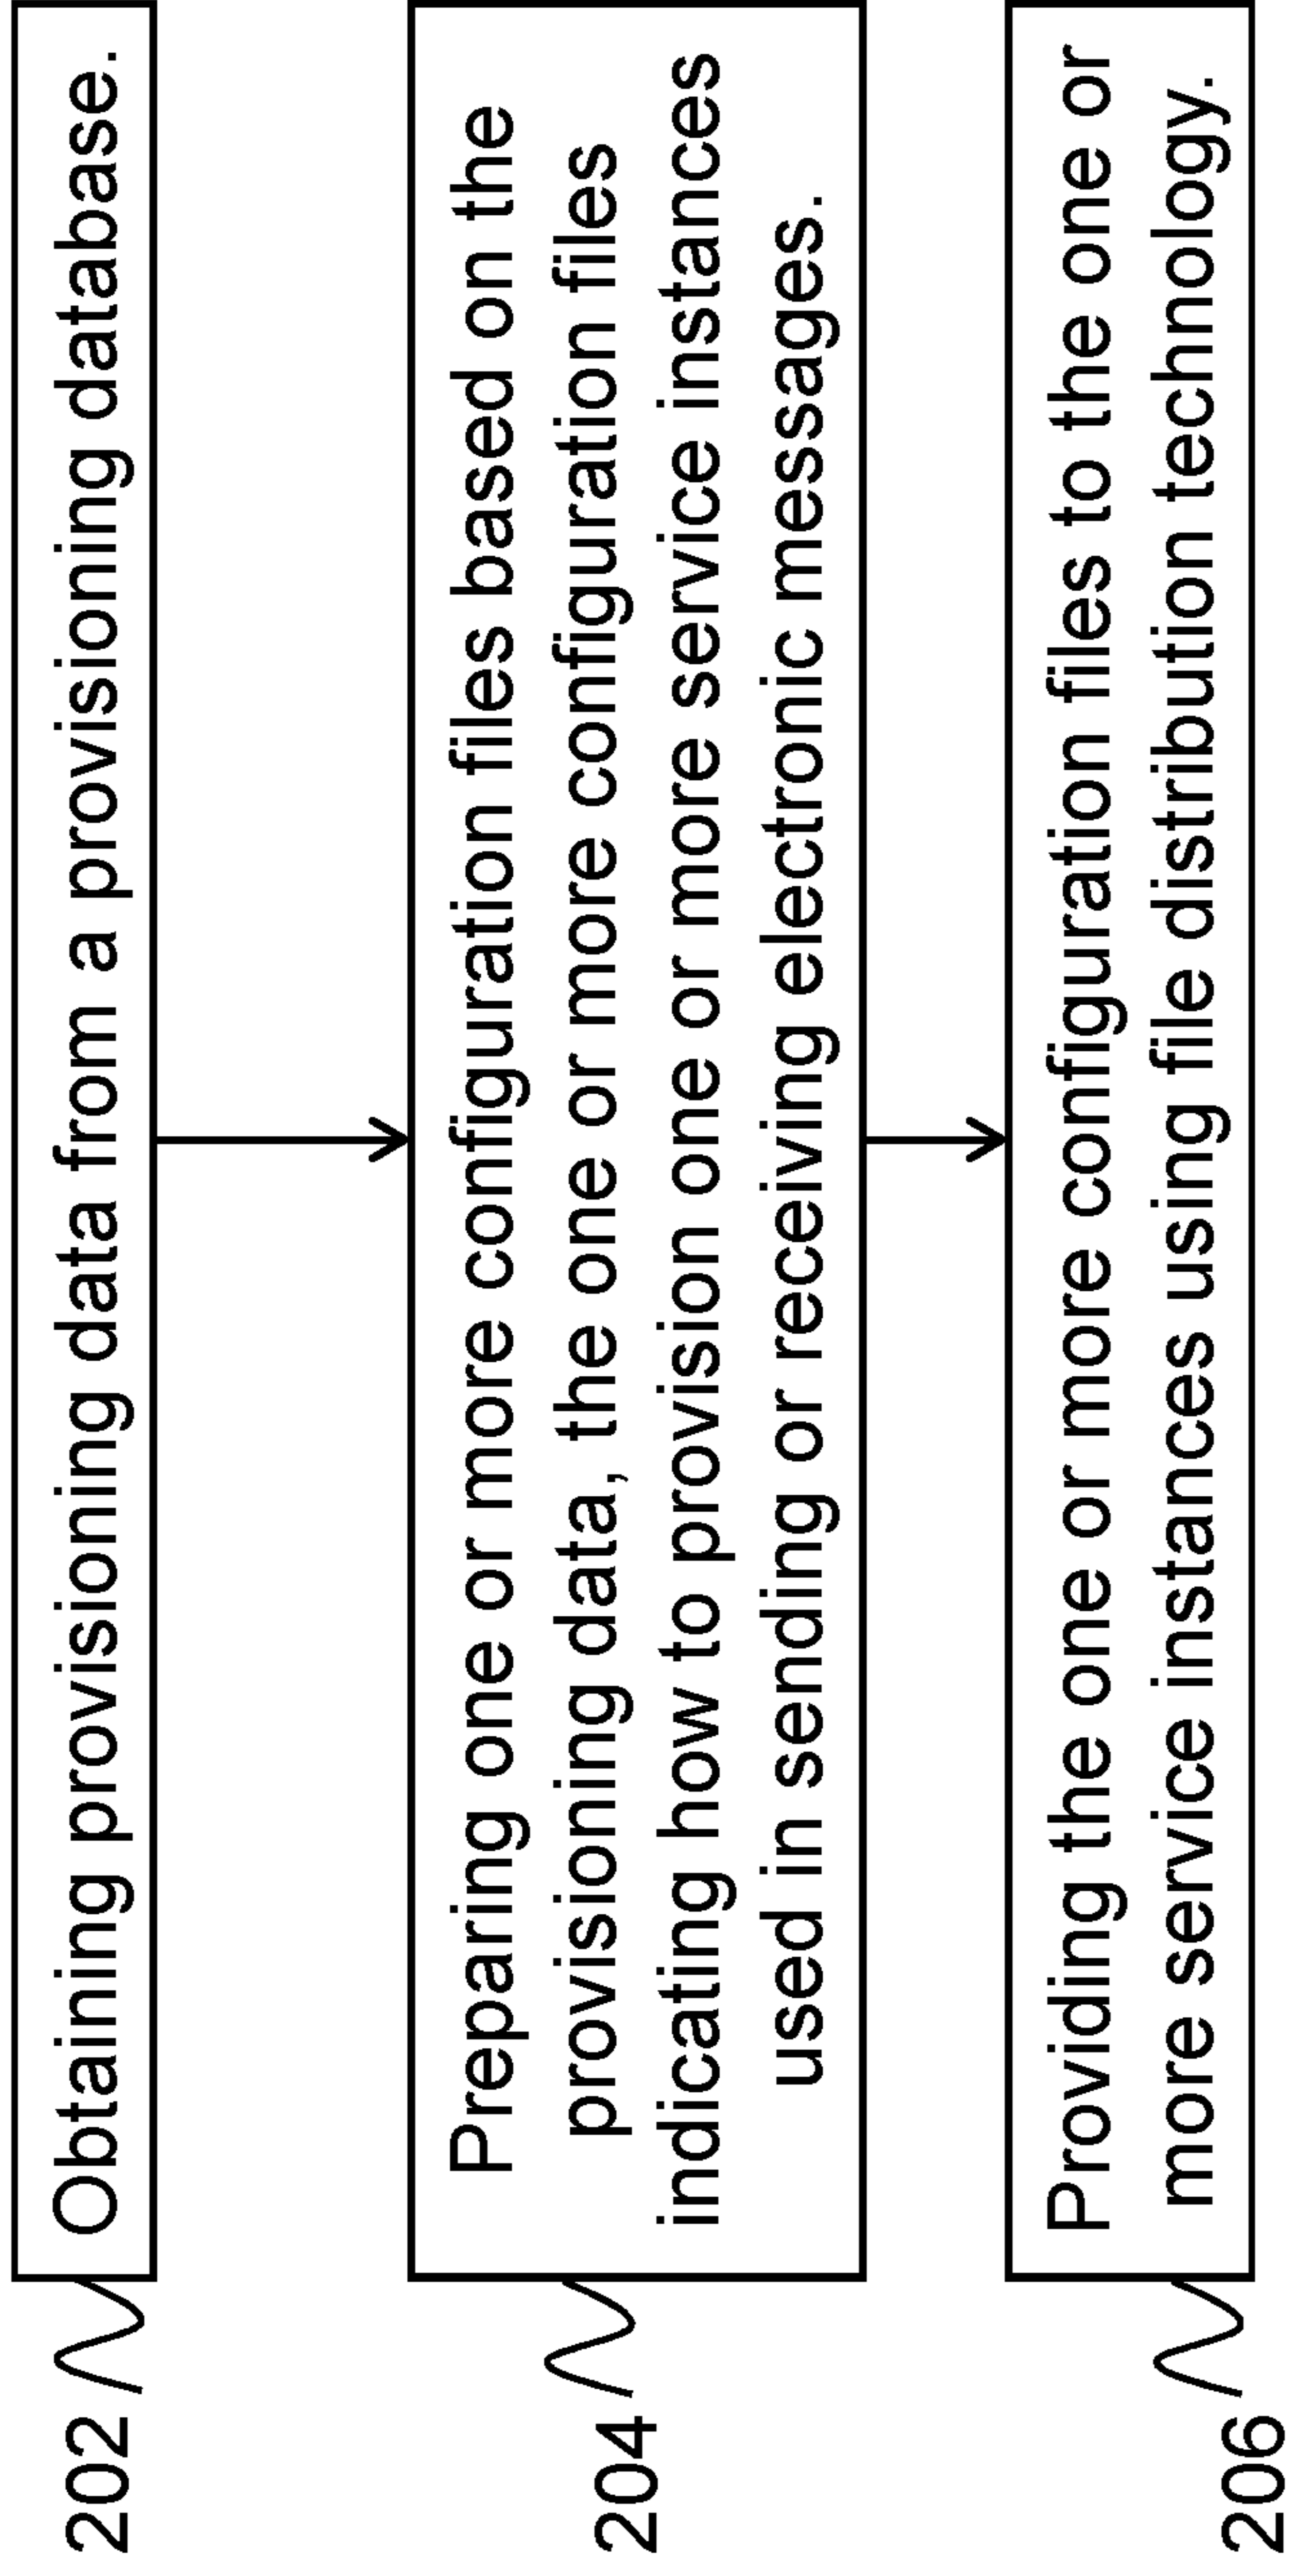 202
Obtaining provisioning data from a provisioning database.
204
Preparing one or more configuration files based on the
provisioning data, the one or more configuration files
indicating how to provision one or more service instances
used in sending or receiving electronic messages.
206
Providing the one or more configuration files to the one or
more service instances using file distribution technology.